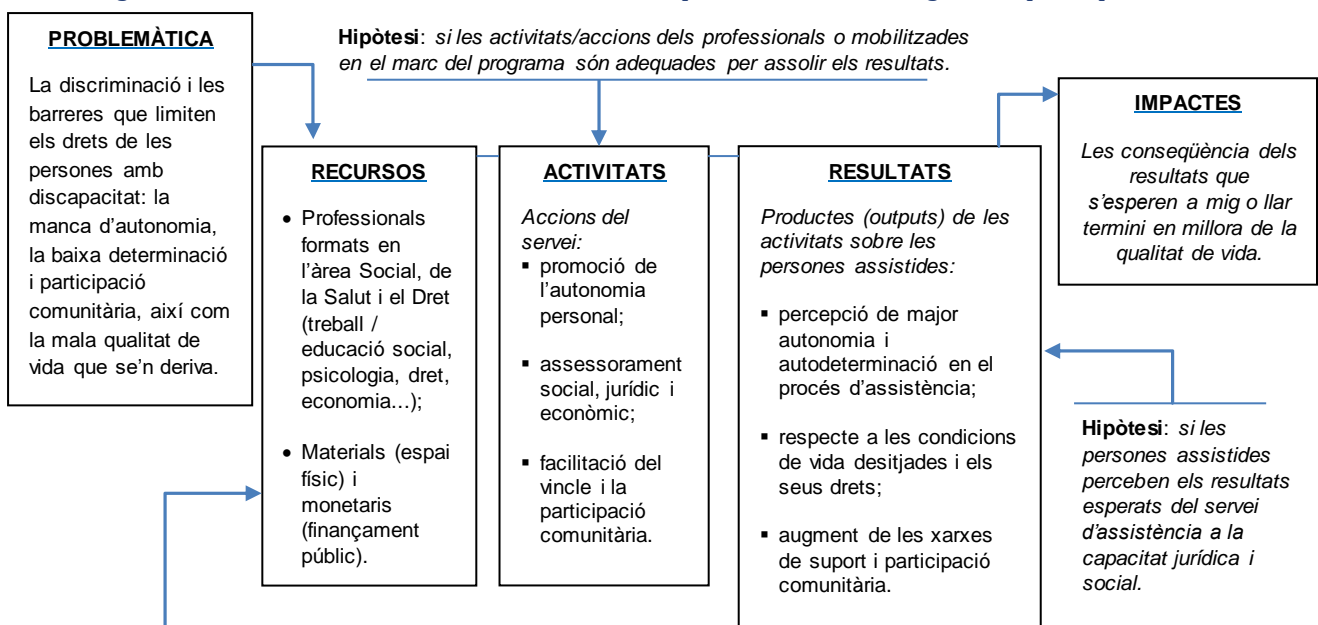 PROBLEMÀTICA
La discriminació i les
barreres que limiten
els drets de les
persones amb
discapacitat: la
manca d'autonomia,
la baixa determinació
i participació
comunitària, així com
la mala qualitat de
vida que se'n deriva.
Hipòtesi: si les activitats/accions dels professionals o mobilitzades
en el marc del programa són adequades per assolir els resultats.
RECURSOS
• Professionals
formats en
l'àrea Social, de
la Salut i el Dret
(treball /
educació social,
psicologia, dret,
economia…);
• Materials (espai
físic) i
monetaris
(finançament
públic).
ACTIVITATS
Accions del
servei:
▪ promoció de
l'autonomia
personal;
▪ assessorament
social, jurídic i
econòmic;
▪ facilitació del
vincle i la
participació
comunitària.
RESULTATS
Productes (outputs) de les
activitats sobre les
persones assistides:
▪ percepció de major
autonomia i
autodeterminació en el
procés d'assistència;
▪ respecte a les condicions
de vida desitjades i els
seus drets;
▪ augment de les xarxes
de suport i participació
comunitària.
IMPACTES
Les conseqüència dels
resultats que
s'esperen a mig o llar
termini en millora de la
qualitat de vida.
Hipòtesi: si les
persones assistides
perceben els resultats
esperats del servei
d'assistència a la
capacitat jurídica i
social.